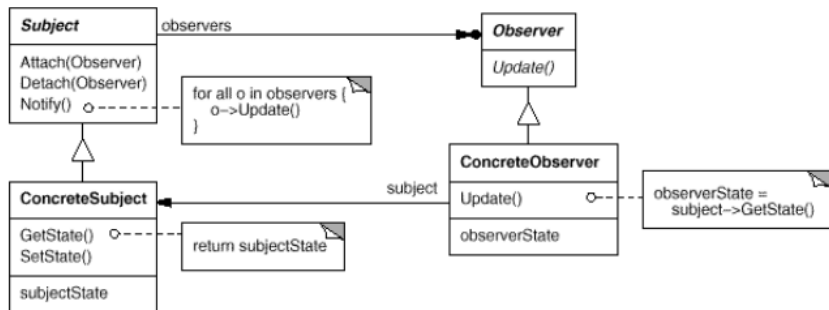 Subject
observers
Observer
Attach(Observer)
Detach(Observer)
Notify()
for all o in observers {
o–>Update()
}
Update()
ConcreteSubject
GetState()
SetState()
subjectState
return subjectState
subject
ConcreteObserver
Update()
observerState
observerState =
subject–>GetState()